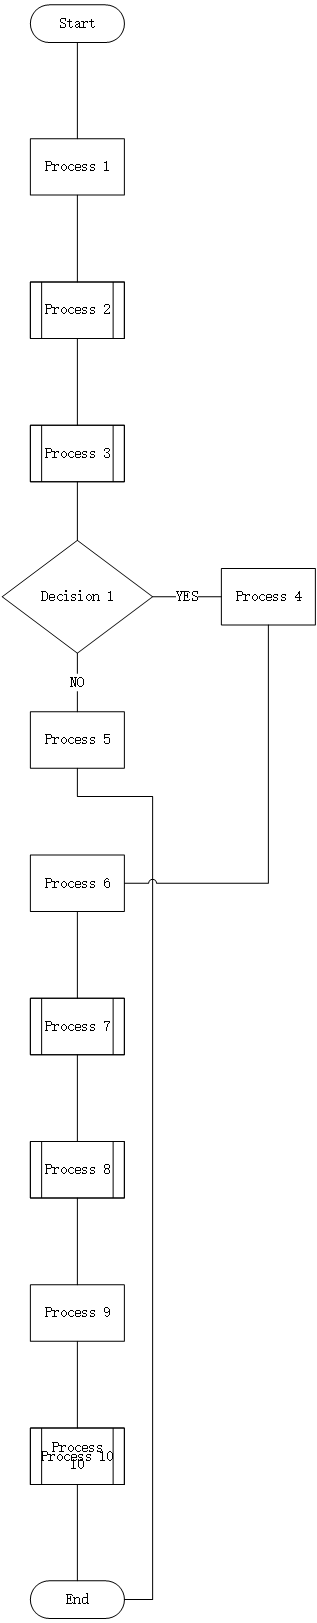 Start
Process 1
Process 2
Process 3
Decision 1
YES
Process 4
NO
Process 5
Process 6
Process 7
Process 8
Process 9
Process
10
Process 10
End